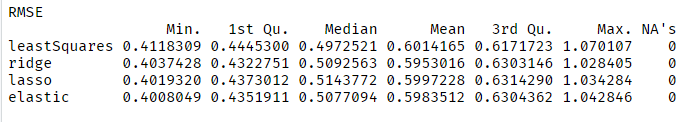 RMSE
Min. 1st Qu. Median Mean 3rd Qu. Max. NA's
leastSquares 0.4118309 0.4445300 0.4972521 0.6014165 0.6171723 1.070107 0
ridge 0.4037428 0.4322751 0.5092563 0.5953016 0.6303146 1.028405 0
lasso 0.4019320 0.4373012 0.5143772 0.5997228 0.6314290 1.034284 0
elastic 0.4008049 0.4351911 0.5077094 0.5983512 0.6304362 1.042846 0